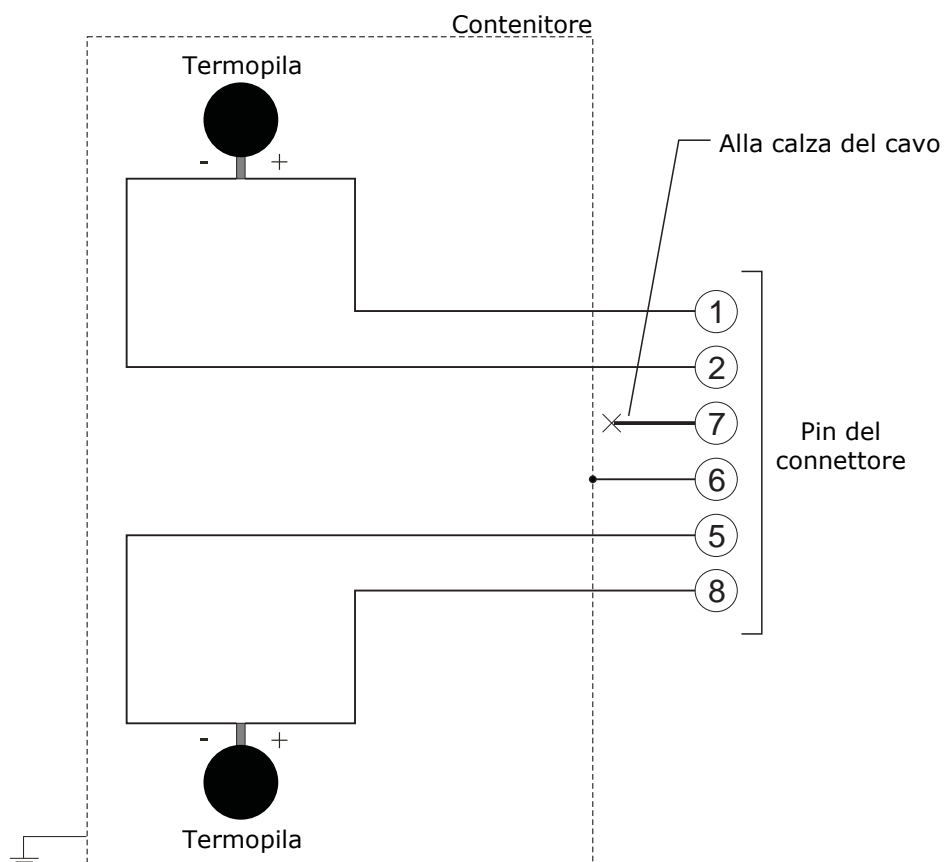 Contenitore
Termopila
- +
Alla calza del cavo
1
2
7
Pin del
connettore
6
5
8
- +
Termopila